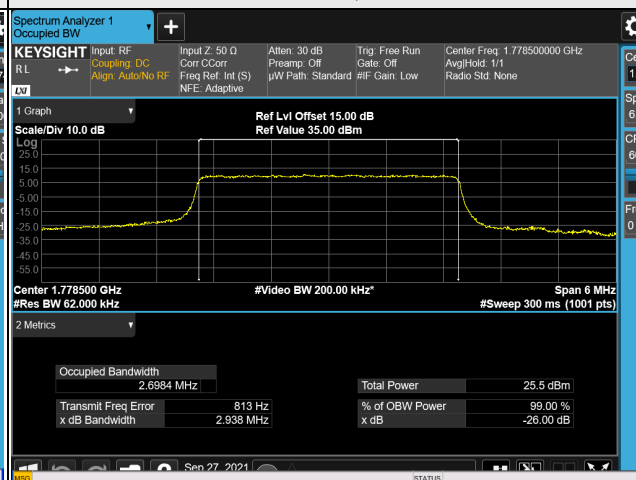 Spectrum Analyzer 1
Occupied BW
KEYSIGHT Input: RF Input Z: 50 Ω Atten: 30 dB Trig: Free Run Center Freq: 1.778500000 GHz
RL Coupling: DC Corr CCorr Preamp: Off Gate: Off Avg|Hold: 1/1
Align: Auto/No RF Freq Ref: Int (S) µW Path: Standard #IF Gain: Low Radio Std: None
LXI NFE: Adaptive
1 Graph
Ref Lvl Offset 15.00 dB
Scale/Div 10.0 dB Ref Value 35.00 dBm
Log
25.0
15.0
5.00
-5.00
-15.0
-25.0
-35.0
-45.0
-55.0
Center 1.778500 GHz #Video BW 200.00 kHz* Span 6 MHz
#Res BW 62.000 kHz #Sweep 300 ms (1001 pts)
2 Metrics
Occupied Bandwidth
2.6984 MHz Total Power 25.5 dBm
Transmit Freq Error 813 Hz % of OBW Power 99.00 %
x dB Bandwidth 2.938 MHz x dB -26.00 dB
Sep 27, 2021
MSG STATUS